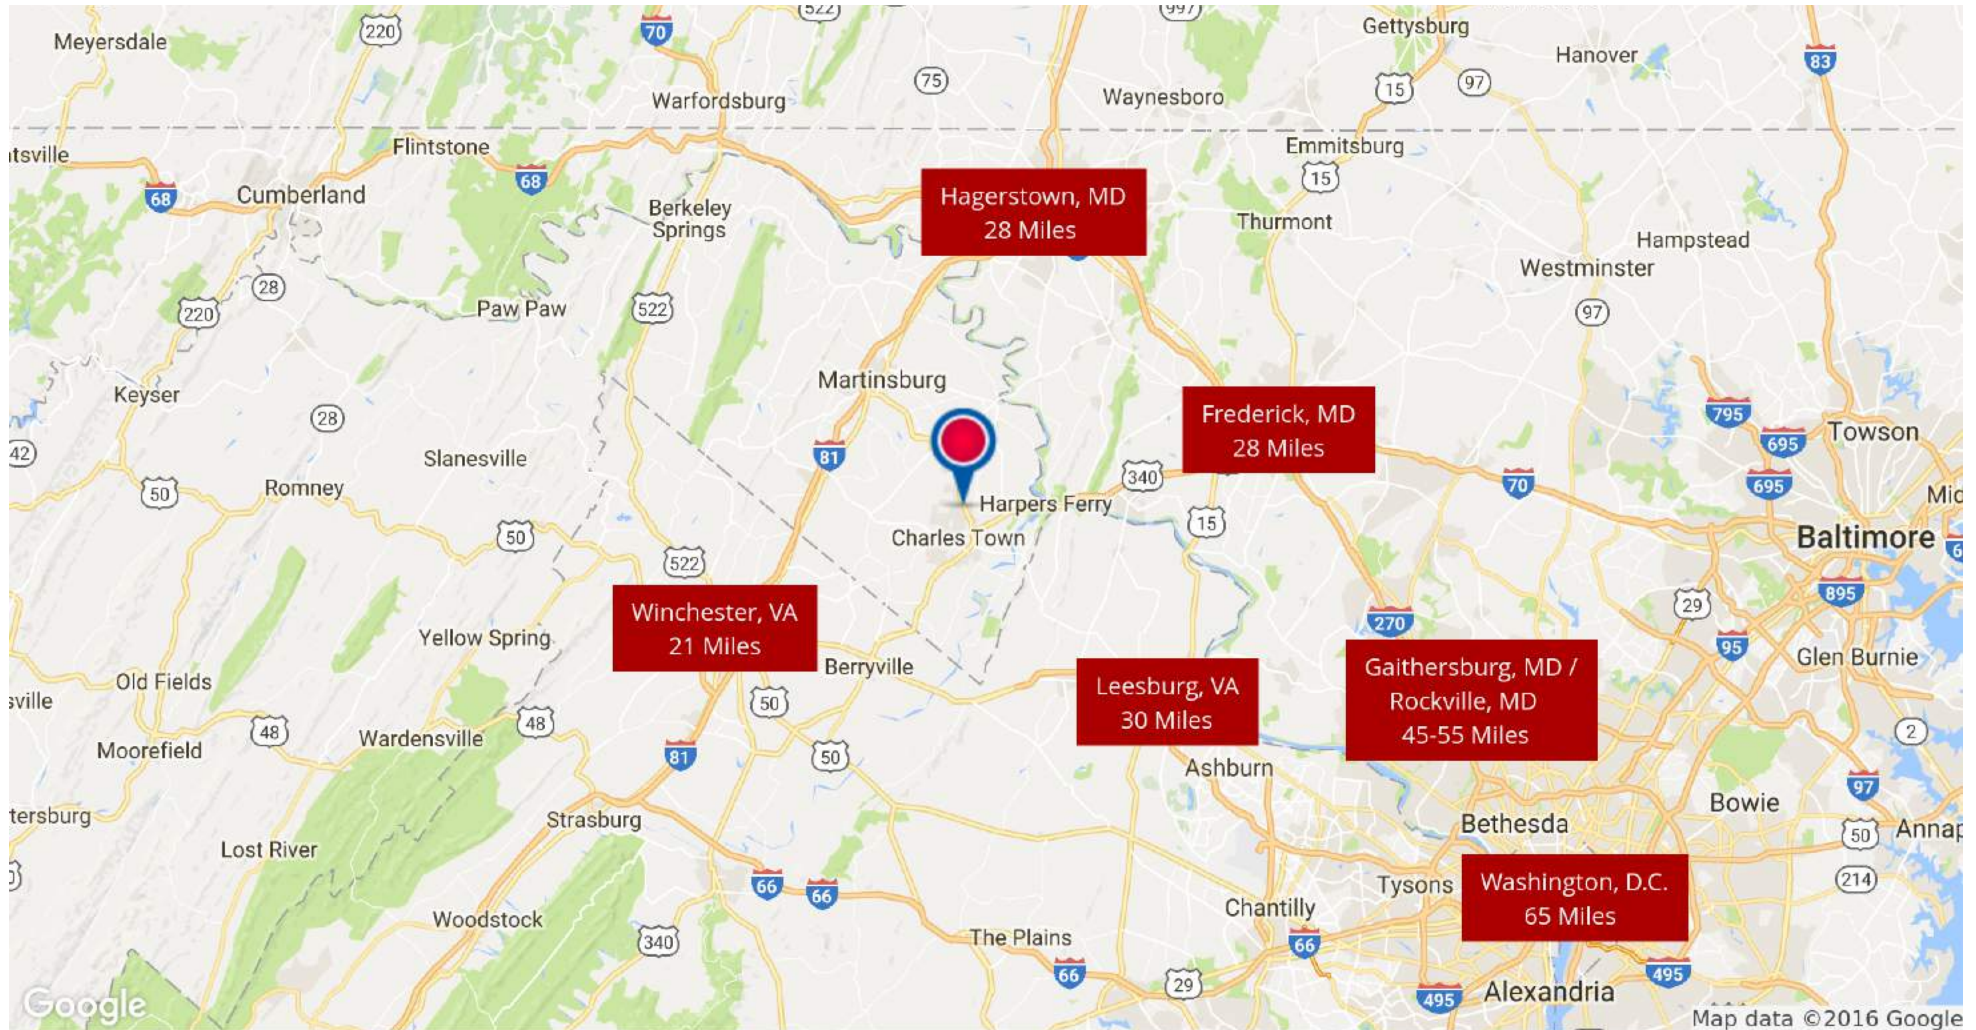 522
997
Meyersdale
220
70
Gettysburg
Hanover
83
75
15
97
Warfordsburg
Waynesboro
Flintstone
Emmitsburg
ntsville
68
68
15
Cumberland
Hagerstown, MD
28 Miles
Berkeley
Springs
Thurmont
Hampstead
Westminster
28
220
Paw Paw
522
97
Martinsburg
Keyser
28
Frederick, MD
28 Miles
795
695
Towson
42
Slanesville
81
340
70
695
50
Romney
Harpers Ferry
15
Mid
50
Charles Town
Baltimore
6
522
895
Winchester, VA
21 Miles
29
270
Yellow Spring
95
Berryville
Glen Burnie
Gaithersburg, MD /
Rockville, MD
45-55 Miles
Leesburg, VA
30 Miles
Old Fields
sville
50
48
48
2
Moorefield
Wardensville
81
50
Ashburn
97
tersburg
Strasburg
Bowie
Bethesda
50
Annap
Lost River
66
66
Tysons
Washington, D.C.
65 Miles
214
Woodstock
Chantilly
340
The Plains
66
66
29
495
495
Alexandria
Google
Map data ©2016 Google